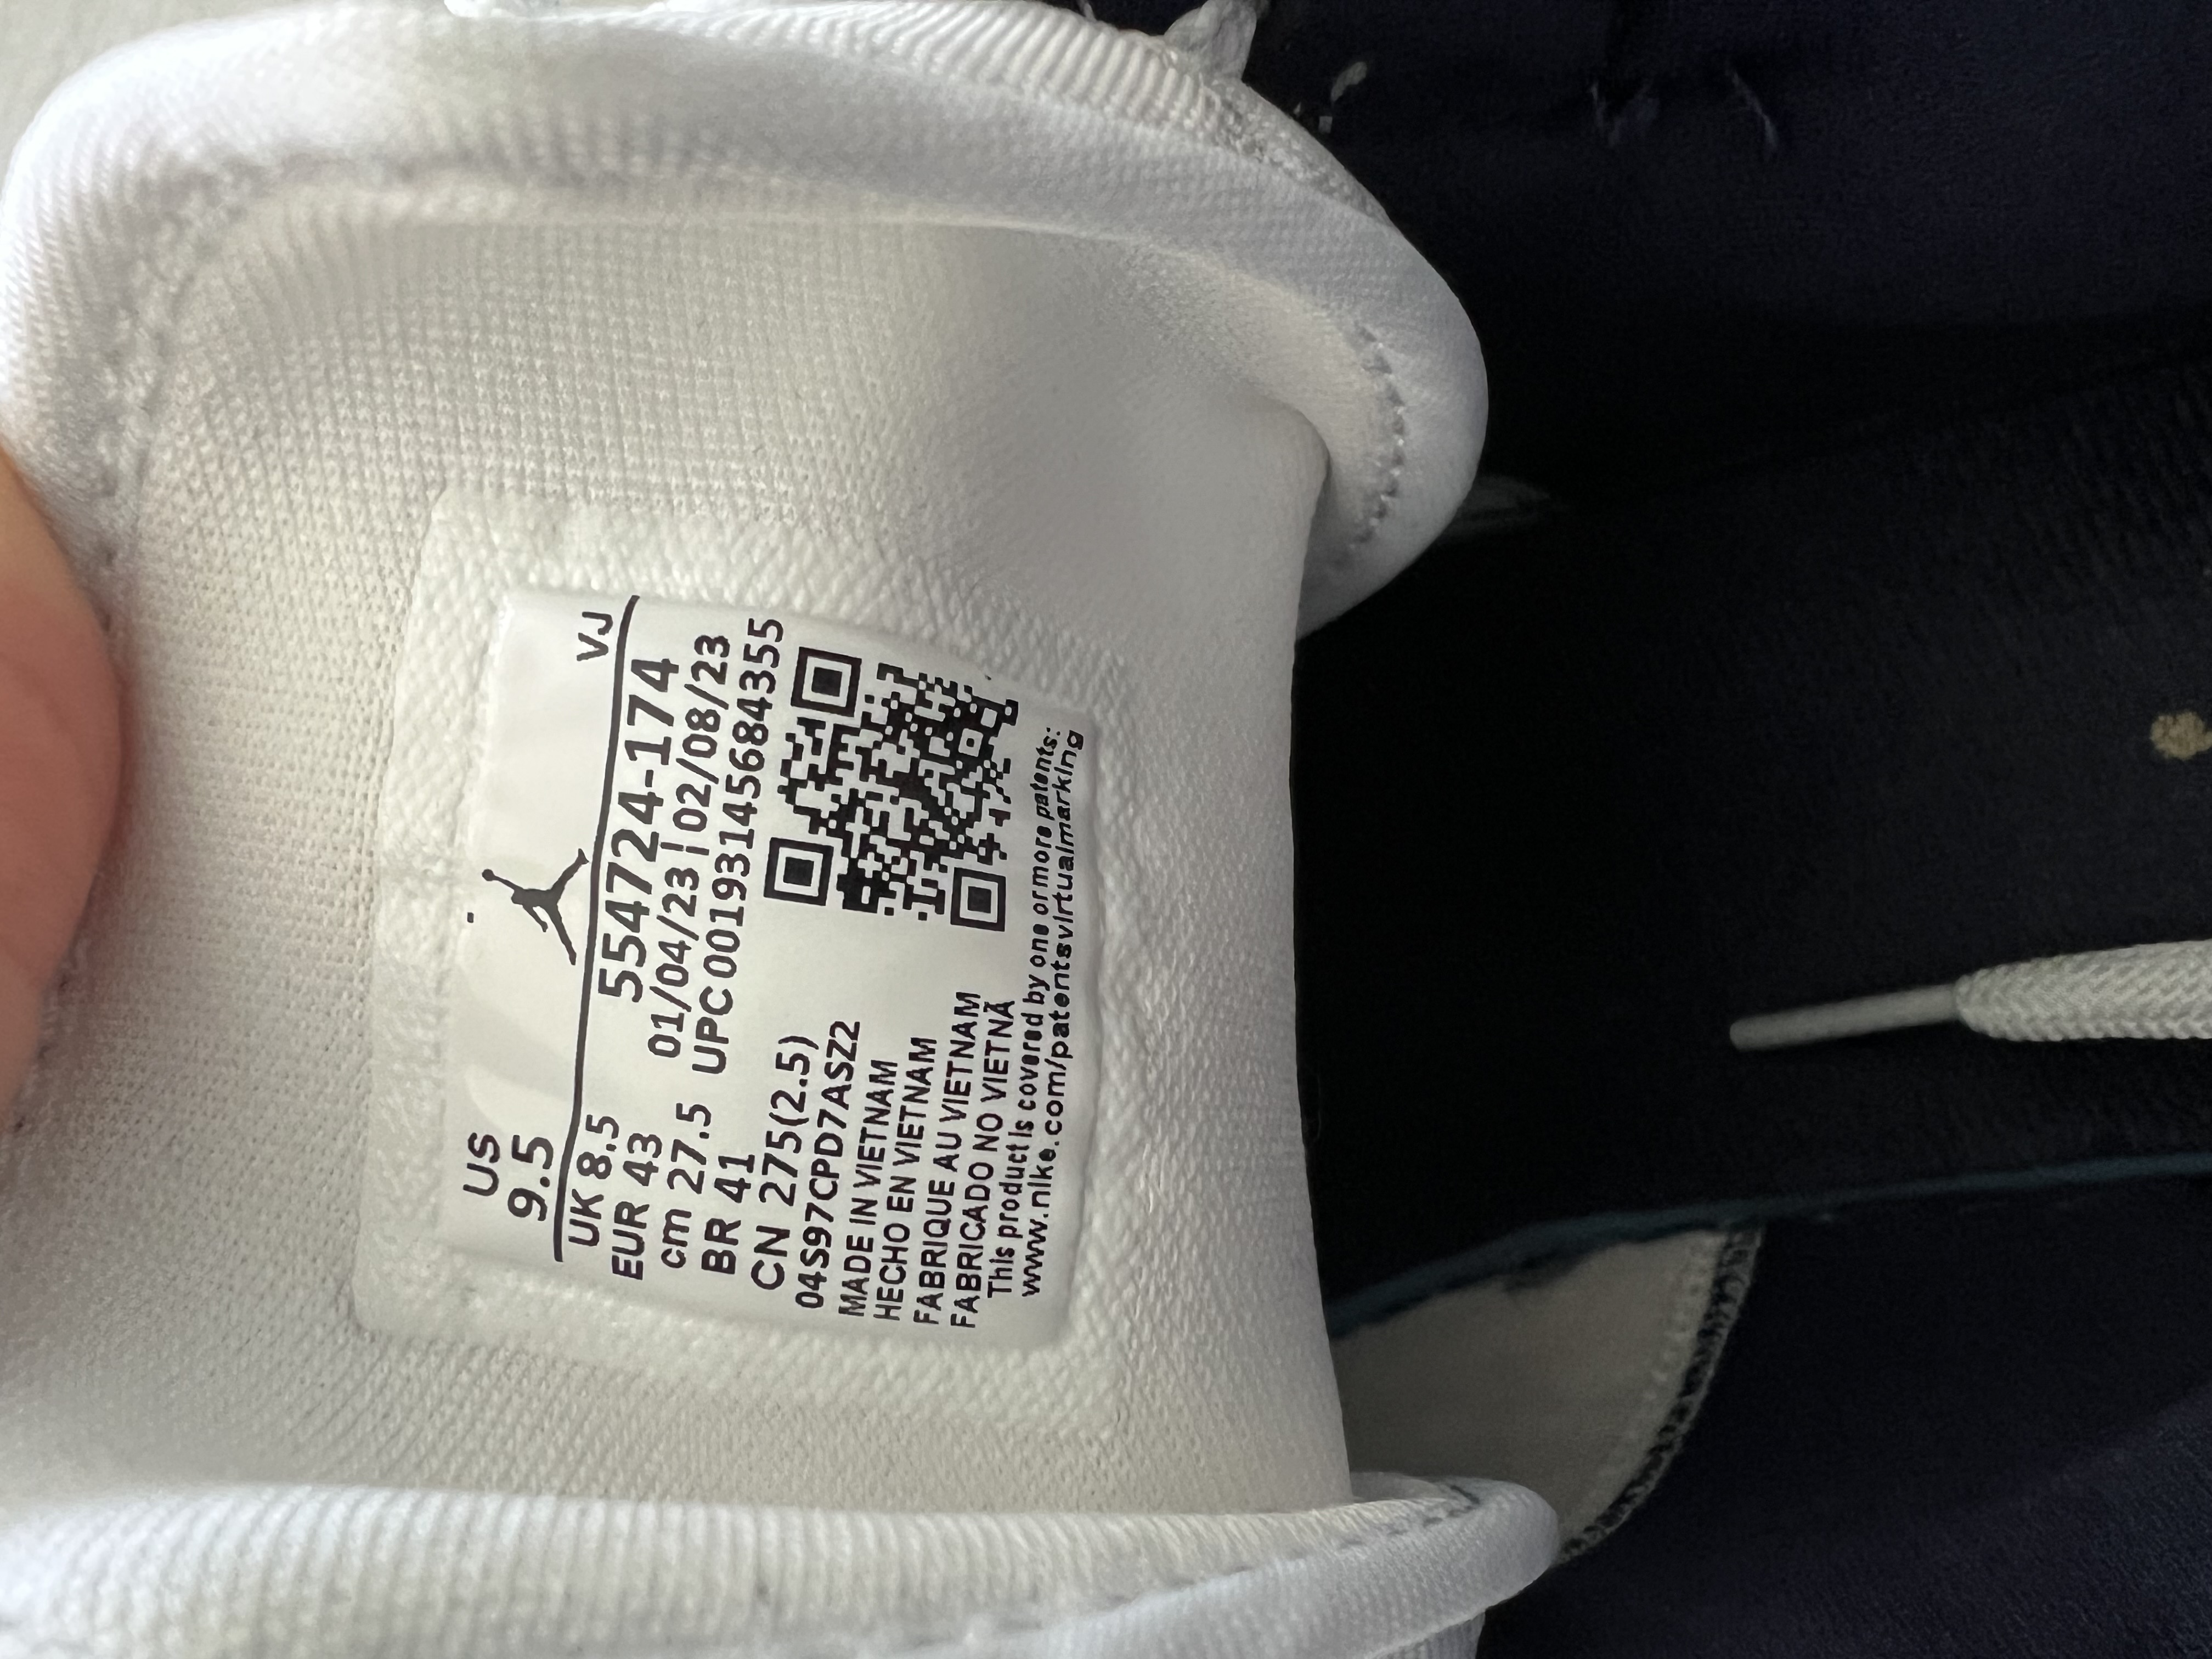 US
9.5
VJ
UK 8.5
554724-174
EUR 43
01/04/23 | 02/08/23
cm 27.5
UPC 00193145684355
BR 41
CN 275(2.5)
04S97CPD7ASZ2
MADE IN VIETNAM
HECHO EN VIETNAM
FABRIQUE AU VIETNAM
FABRICADO NO VIETNÃ
This product is covered by one or more patents:
www.nike.com/patentsvirtualmarking